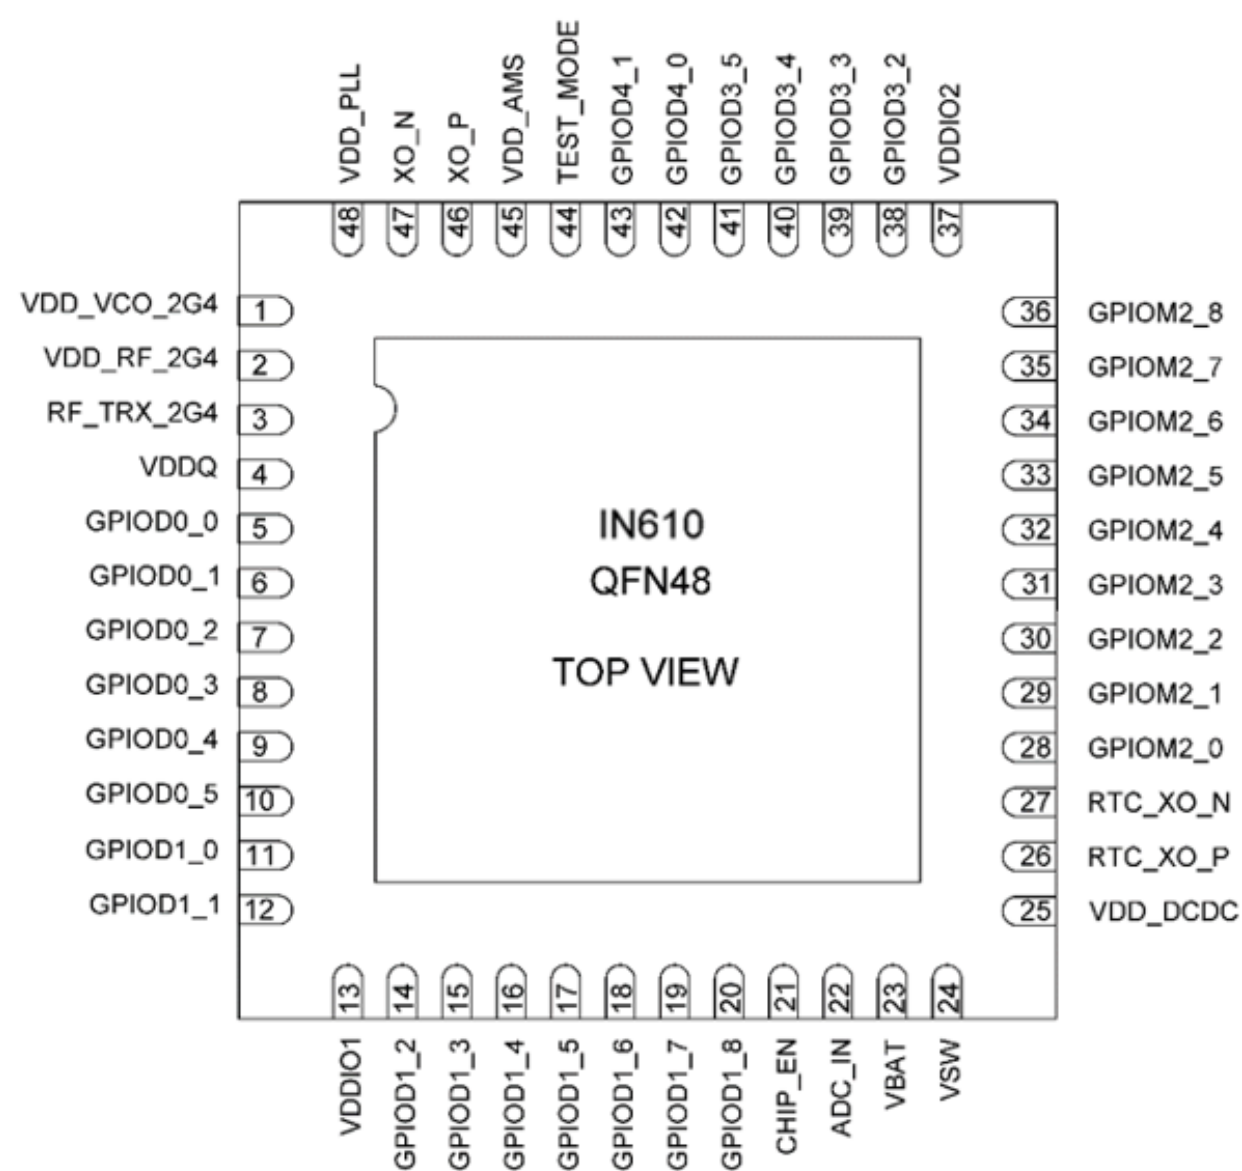 VDD_PLL
XO_N
XO_P
VDD_AMS
TEST_MODE
GPIOD4_1
GPIOD4_0
GPIOD3_5
GPIOD3_4
GPIOD3_3
GPIOD3_2
VDDIO2
48
47
46
45
44
43
42
41
40
39
38
37
VDD_VCO_2G4 1
VDD_RF_2G4 2
RF_TRX_2G4 3
VDDQ 4
GPIOD0_0 5
GPIOD0_1 6
GPIOD0_2 7
GPIOD0_3 8
GPIOD0_4 9
GPIOD0_5 10
GPIOD1_0 11
GPIOD1_1 12
IN610
QFN48
TOP VIEW
36 GPIOM2_8
35 GPIOM2_7
34 GPIOM2_6
33 GPIOM2_5
32 GPIOM2_4
31 GPIOM2_3
30 GPIOM2_2
29 GPIOM2_1
28 GPIOM2_0
27 RTC_XO_N
26 RTC_XO_P
25 VDD_DCDC
13
14
15
16
17
18
19
20
21
22
23
24
VDDIO1
GPIOD1_2
GPIOD1_3
GPIOD1_4
GPIOD1_5
GPIOD1_6
GPIOD1_7
GPIOD1_8
CHIP_EN
ADC_IN
VBAT
VSW